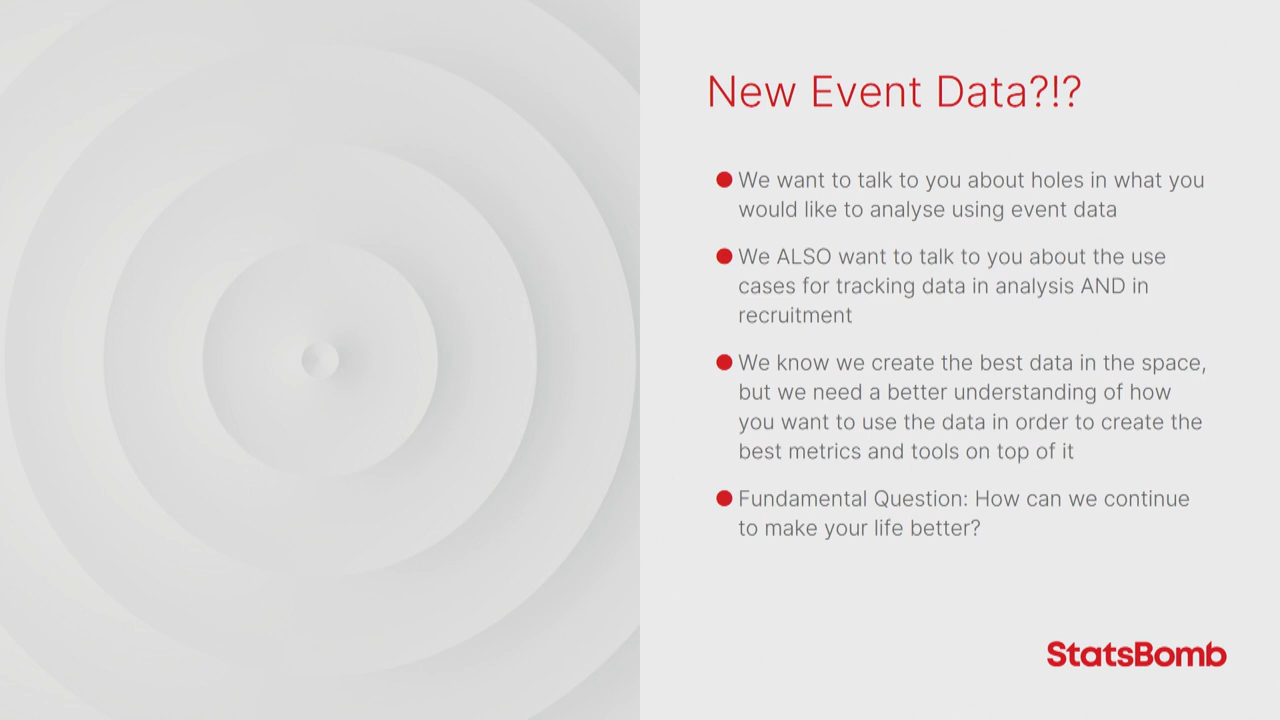 New Event Data?!?
We want to talk to you about holes in what you
would like to analyse using event data
We ALSO want to talk to you about the use
cases for tracking data in analysis AND in
recruitment
We know we create the best data in the space,
but we need a better understanding of how
you want to use the data in order to create the
best metrics and tools on top of it
Fundamental Question: How can we continue
to make your life better?
StatsBomb